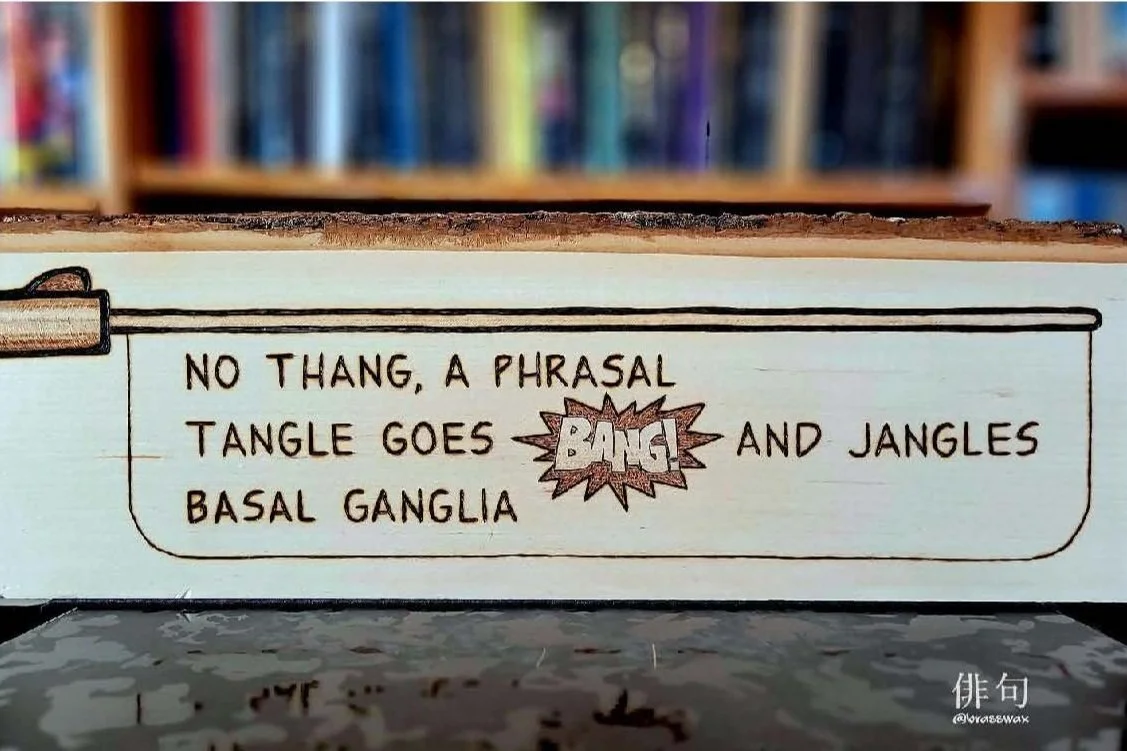 NO THANG, A PHRASAL
TANGLE GOES BANG! AND JANGLES
BASAL GANGLIA
俳句
@brasswax